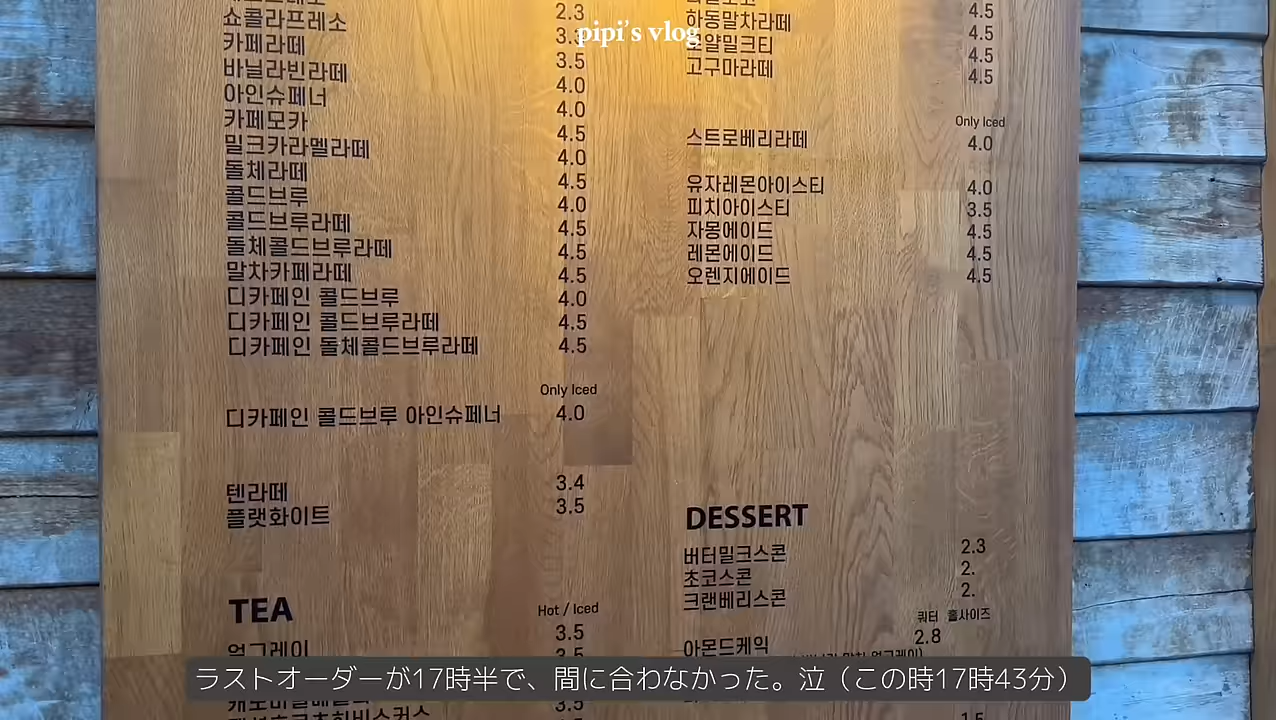 pipi's vlog
쇼콜라프레소 2.3
카페라떼
바닐라빈라떼 3.5
아인슈페너 4.0
카페모카 4.0
밀크카라멜라떼 4.5
돌체라떼 4.0
콜드브루 4.5
콜드브루라떼 4.0
돌체콜드브루라떼 4.5
말차카페라떼 4.5
디카페인 콜드브루 4.5
디카페인 콜드브루라떼 4.0
디카페인 돌체콜드브루라떼 4.5
4.5
Only Iced
디카페인 콜드브루 아인슈페너 4.0
텐라떼 3.4
플랫화이트 3.5
TEA
Hot / Iced
얼그레이 3.5
3.5
4.5
하동말차라떼 4.5
로얄밀크티 4.5
고구마라떼 4.5
Only Iced
스트로베리라떼 4.0
유자레몬아이스티 4.0
피치아이스티 3.5
자몽에이드 4.5
레몬에이드 4.5
오렌지에이드 4.5
DESSERT
버터밀크스콘 2.3
초코스콘 2.
크랜베리스콘 2.
쿼터 홀사이즈
아몬드케익 2.8
ラストオーダーが17時半で、間に合わなかった。泣（この時17時43分）